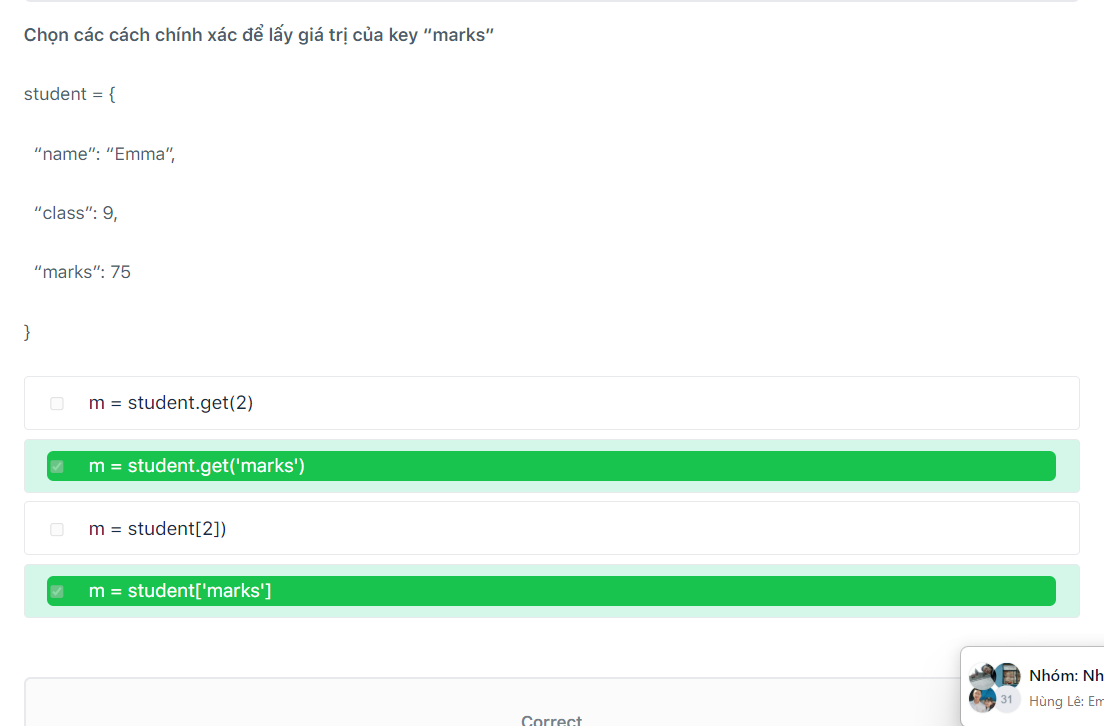 Chọn các cách chính xác để lấy giá trị của key “marks”
student = {
“name”: “Emma”,
“class”: 9,
“marks”: 75
}
m = student.get(2)
m = student.get('marks')
m = student[2])
m = student['marks']
Correct
31
Nhóm: Nh
Hùng Lê: Em